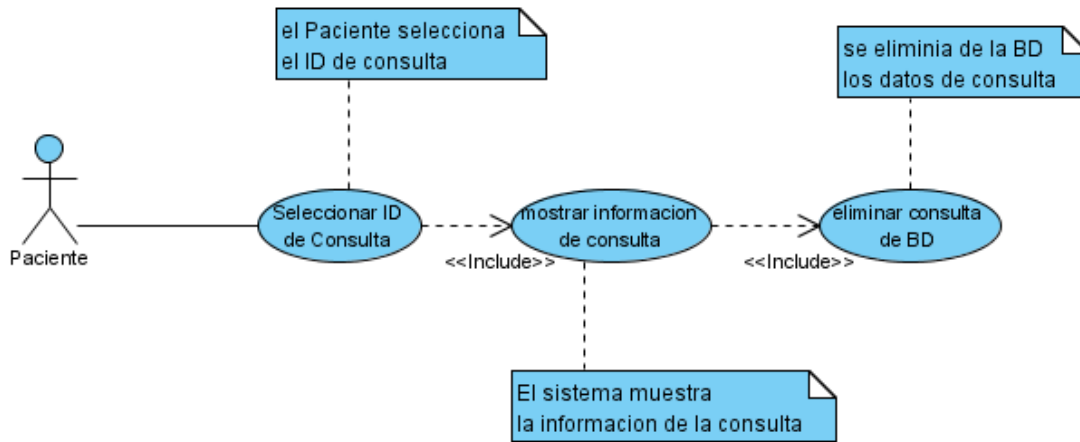 el Paciente selecciona
el ID de consulta
se eliminia de la BD
los datos de consulta
Paciente
Seleccionar ID
de Consulta
<<Include>>
mostrar informacion
de consulta
<<Include>>
eliminar consulta
de BD
El sistema muestra
la informacion de la consulta